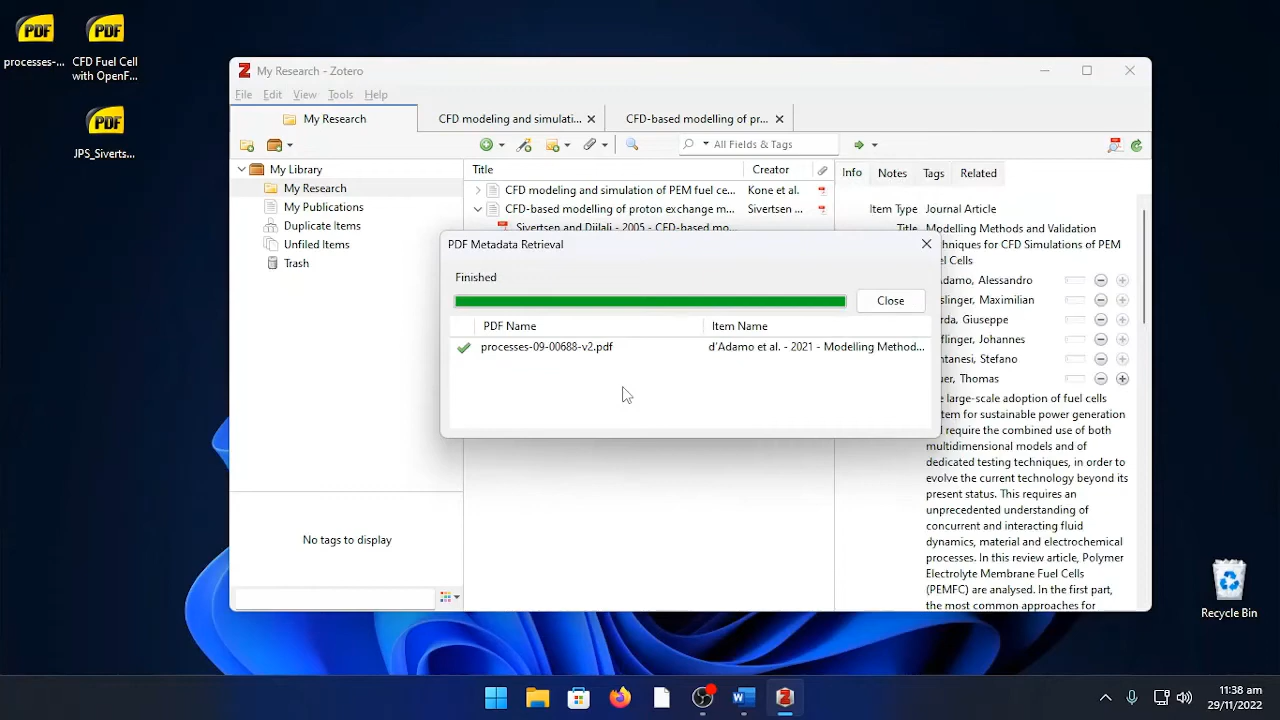 PDF
processes-...
PDF
CFD Fuel Cell
with OpenF...
PDF
JPS_Siverts...
My Research - Zotero
File Edit View Tools Help
My Research
CFD modeling and simulati...
CFD-based modelling of pr...
All Fields & Tags
My Library
My Research
My Publications
Duplicate Items
Unfiled Items
Trash
No tags to display
Title Creator
CFD modeling and simulation of PEM fuel ce... Kone et al.
CFD-based modelling of proton exchange m... Sivertsen ...
Sivertsen and Djilali - 2005 - CFD-based mo...
PDF Metadata Retrieval
Finished
Close
PDF Name Item Name
processes-09-00688-v2.pdf d'Adamo et al. - 2021 - Modelling Method...
Info Notes Tags Related
Item Type Journal Article
Title Modelling Methods and Validation
Techniques for CFD Simulations of PEM
uel Cells
Adamo, Alessandro
aslinger, Maximilian
rda, Giuseppe
öflinger, Johannes
ntanesi, Stefano
uer, Thomas
e large-scale adoption of fuel cells
stem for sustainable power generation
l require the combined use of both
multidimensional models and of
dedicated testing techniques, in order to
evolve the current technology beyond its
present status. This requires an
unprecedented understanding of
concurrent and interacting fluid
dynamics, material and electrochemical
processes. In this review article, Polymer
Electrolyte Membrane Fuel Cells
(PEMFC) are analysed. In the first part,
the most common approaches for
Recycle Bin
11:38 am
29/11/2022